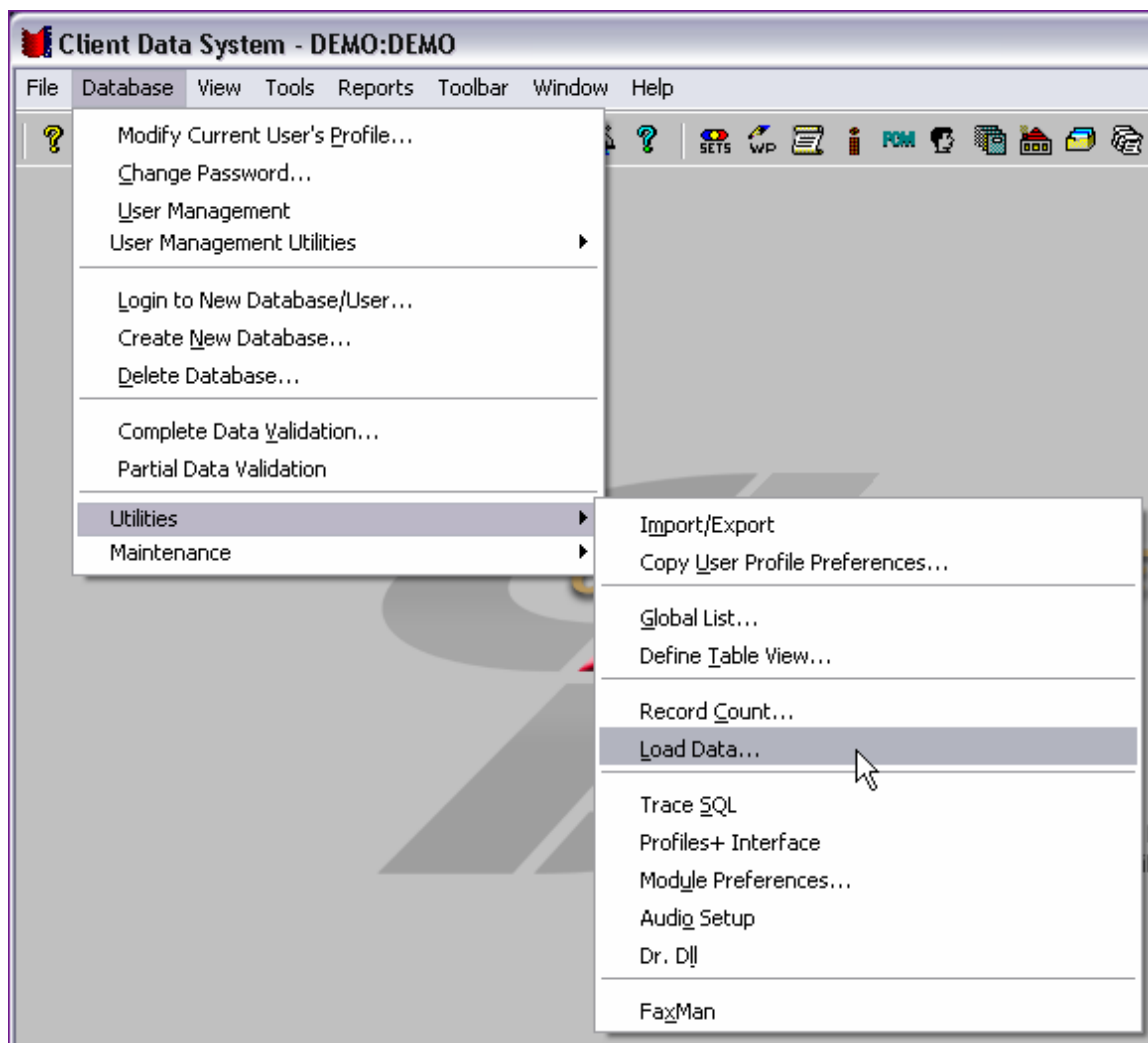 Client Data System - DEMO:DEMO
File Database View Tools Reports Toolbar Window Help
SETS WP POMI
Modify Current User's Profile...
Change Password...
User Management
User Management Utilities
Login to New Database/User...
Create New Database...
Delete Database...
Complete Data Validation...
Partial Data Validation
Utilities
Maintenance
Import/Export
Copy User Profile Preferences...
Global List...
Define Table View...
Record Count...
Load Data...
Trace SQL
Profiles+ Interface
Module Preferences...
Audio Setup
Dr. Dll
FaxMan